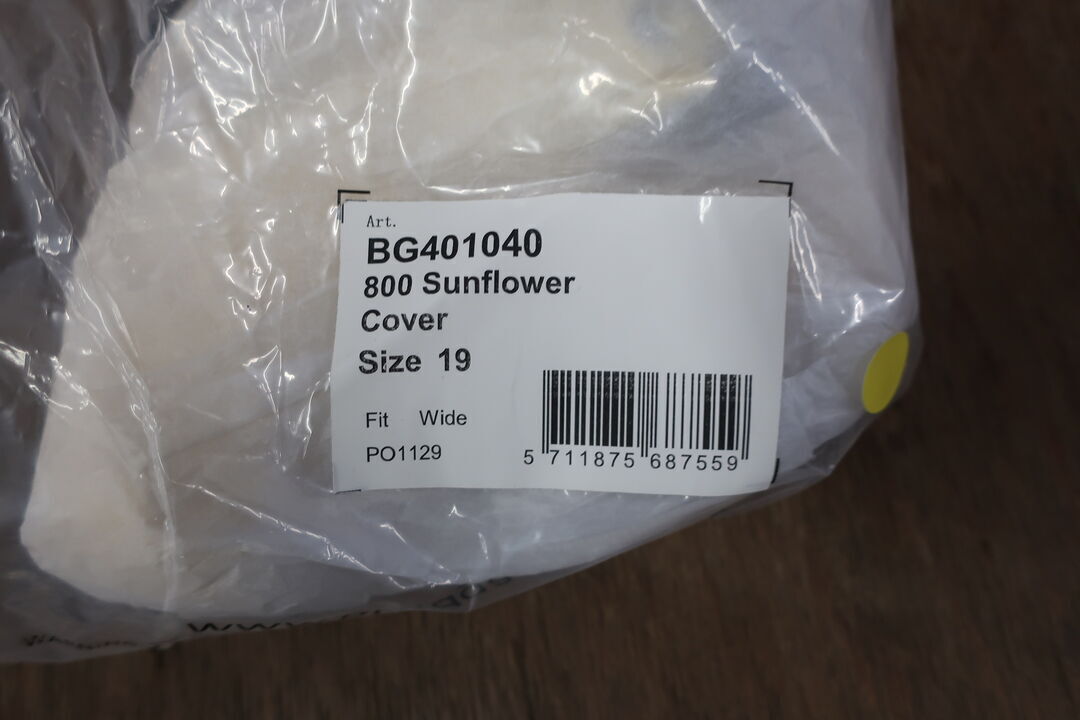 Art.
BG401040
800 Sunflower
Cover
Size 19
Fit Wide
PO1129
5 711875 687559